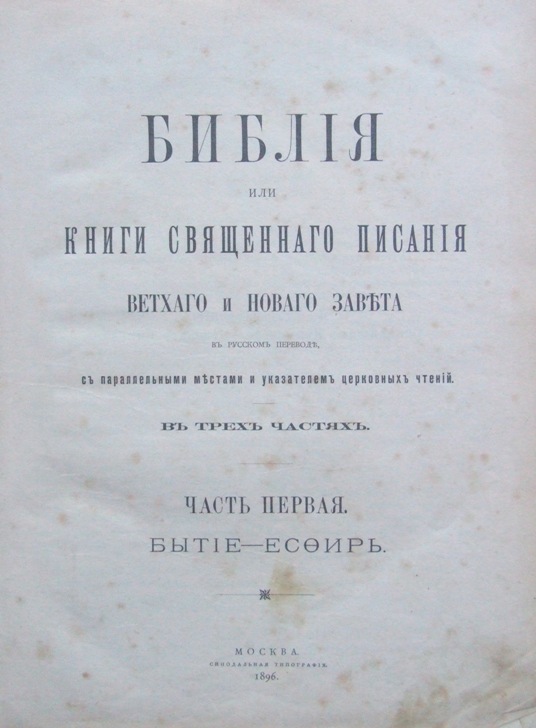 БИБЛІЯ
ИЛИ
КНИГИ СВЯЩЕННАГО ПИСАНІЯ
ВЕТХАГО и НОВАГО ЗАВѢТА
ВЪ РУССКОМЪ ПЕРЕВОДѢ,
съ параллельными мѣстами и указателемъ церковныхъ чтеній.
ВЪ ТРЕХЪ ЧАСТЯХЪ.
ЧАСТЬ ПЕРВАЯ.
БЫТІЕ—ЕСѲИРЬ.
МОСКВА.
СИНОДАЛЬНАЯ ТИПОГРАФІЯ.
1896.